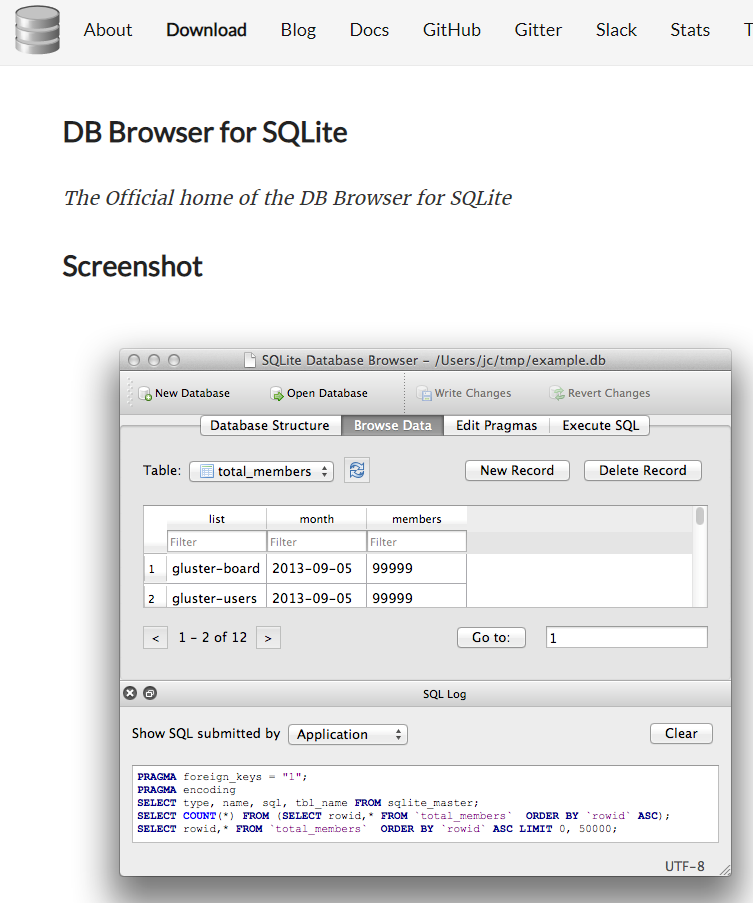 About Download Blog Docs GitHub Gitter Slack Stats
DB Browser for SQLite
The Official home of the DB Browser for SQLite
Screenshot
SQLite Database Browser - /Users/jc/tmp/example.db
New Database Open Database Write Changes Revert Changes
Database Structure Browse Data Edit Pragmas Execute SQL
Table: total_members New Record Delete Record
list month members
Filter Filter Filter
1 gluster-board 2013-09-05 99999
2 gluster-users 2013-09-05 99999
< 1 - 2 of 12 > Go to: 1
SQL Log
Show SQL submitted by Application Clear
PRAGMA foreign_keys = "1";
PRAGMA encoding
SELECT type, name, sql, tbl_name FROM sqlite_master;
SELECT COUNT(*) FROM (SELECT rowid,* FROM `total_members`  ORDER BY `rowid` ASC);
SELECT rowid,* FROM `total_members`  ORDER BY `rowid` ASC LIMIT 0, 50000;
UTF-8